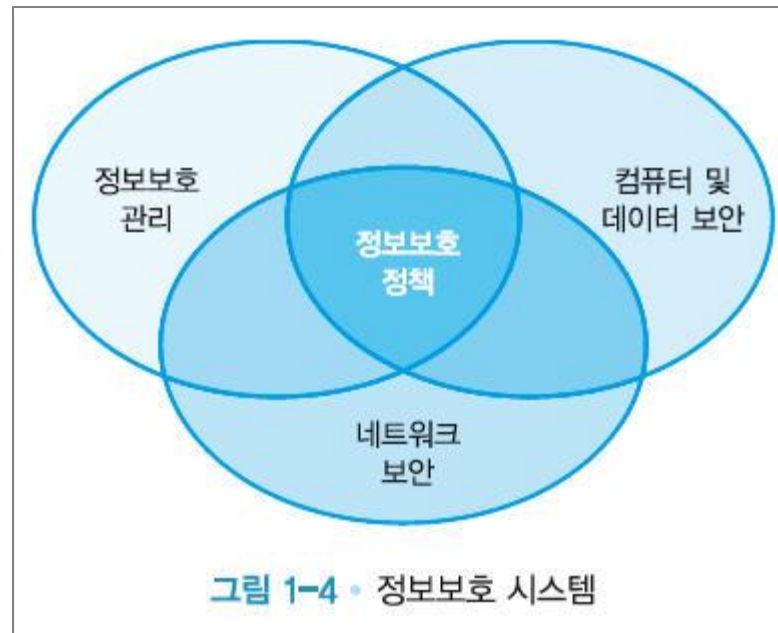 정보보호
관리
컴퓨터 및
데이터 보안
정보보호
정책
네트워크
보안
그림 1-4 • 정보보호 시스템